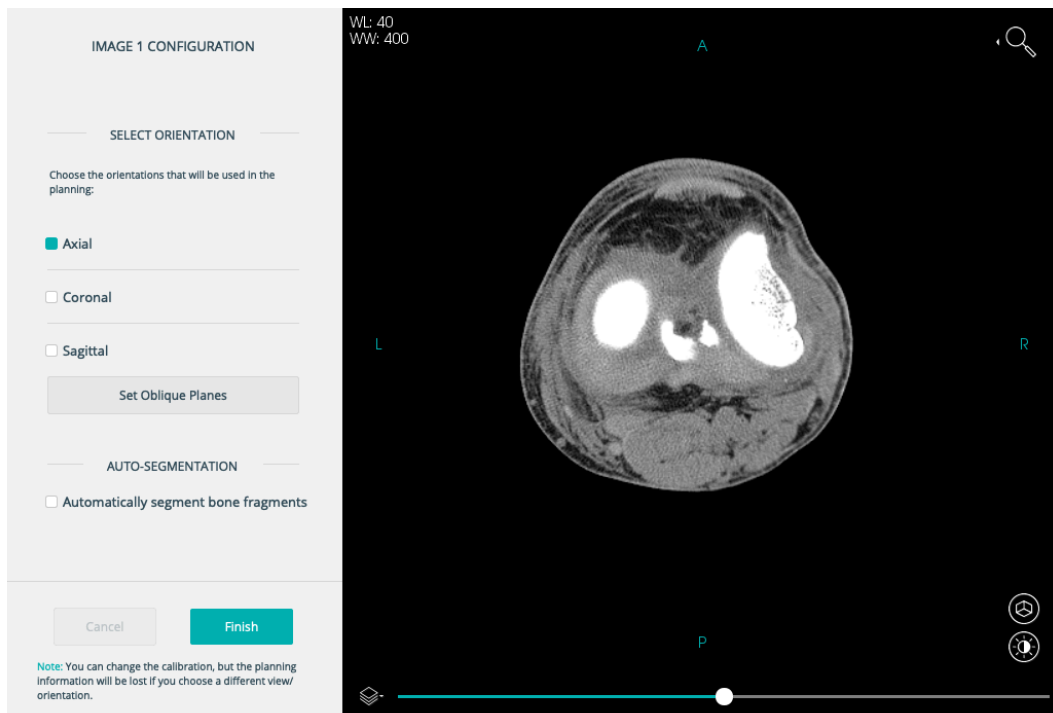 IMAGE 1 CONFIGURATION
SELECT ORIENTATION
Choose the orientations that will be used in the
planning:
Axial
Coronal
Sagittal
Set Oblique Planes
AUTO-SEGMENTATION
Automatically segment bone fragments
Cancel
Finish
Note: You can change the calibration, but the planning
information will be lost if you choose a different view/
orientation.
WL: 40
WW: 400
A
L
R
P